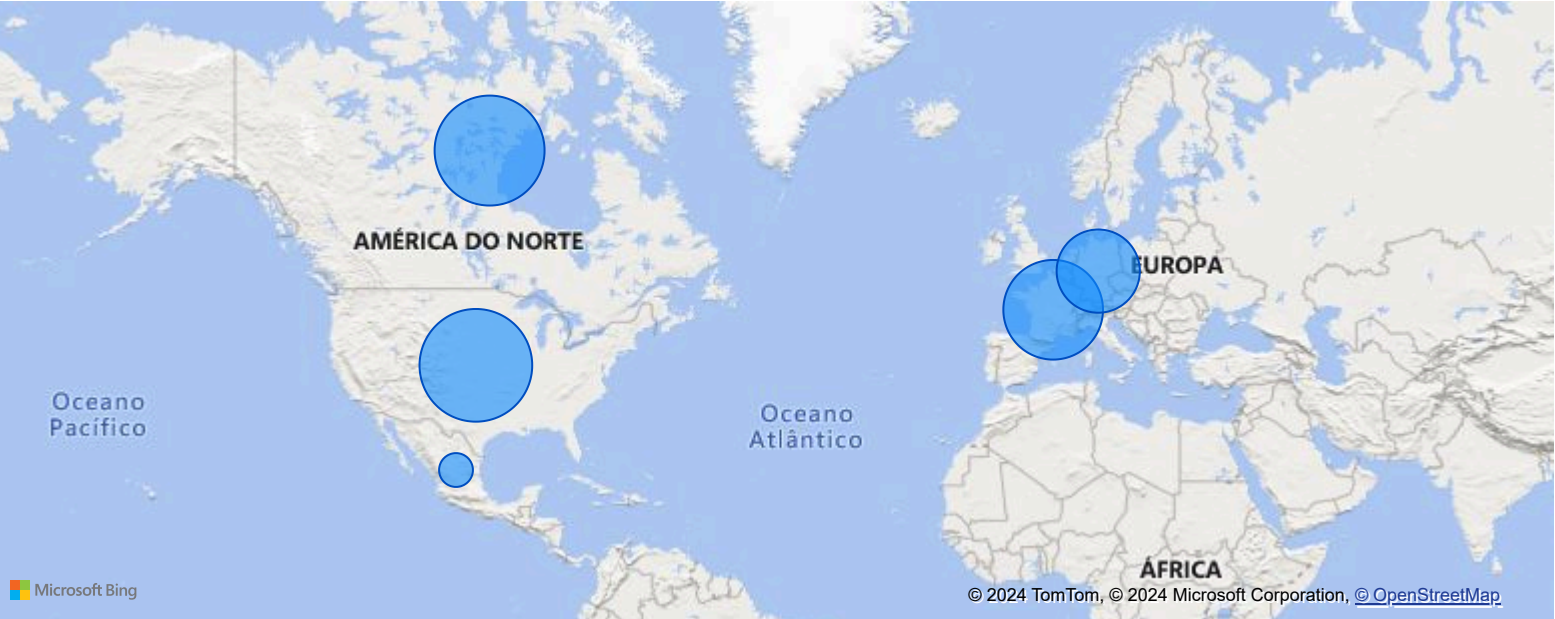 AMÉRICA DO NORTE
EUROPA
Oceano
Pacífico
Oceano
Atlântico
ÁFRICA
Microsoft Bing
© 2024 TomTom, © 2024 Microsoft Corporation, © OpenStreetMap